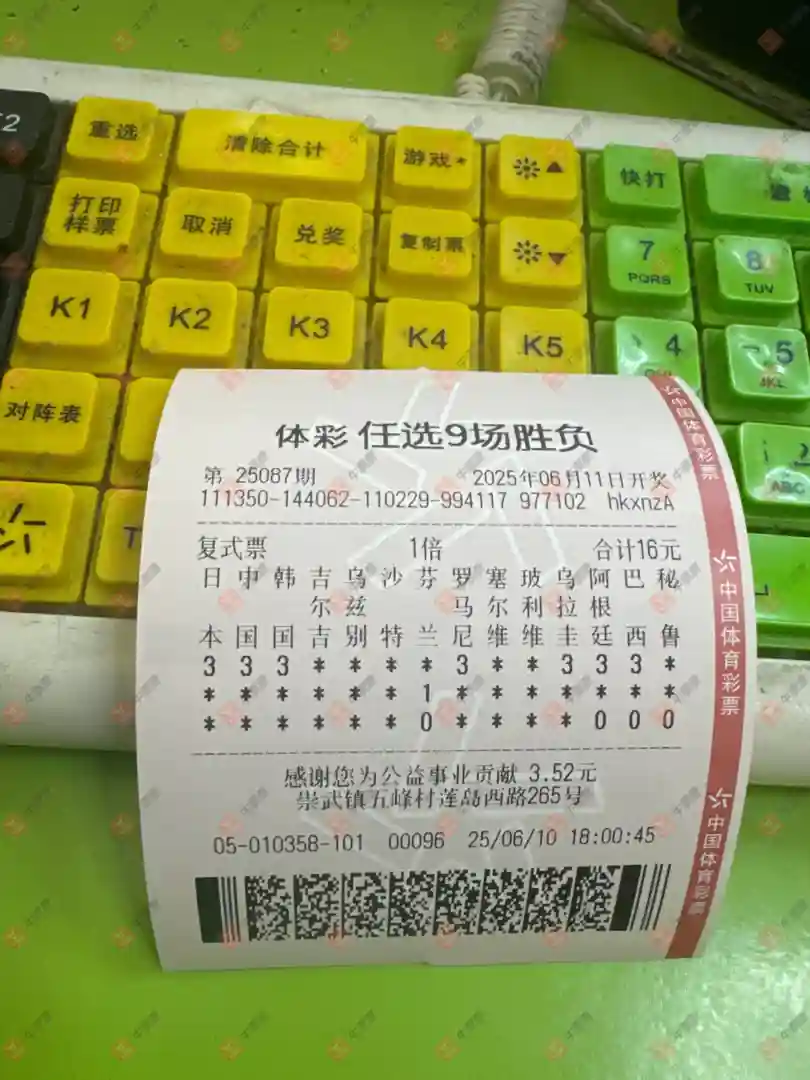 重选 清除合计 游戏 快打
打印样票 取消 兑奖 复制票 7 PQRS 8 TUV
K1 K2 K3 K4 K5 4 5 JKL
对阵表 ABC
体彩 任选9场胜负
第 25087期 2025年06月11日开奖
111350-144062-110229-994117 977102 hkxnzA
复式票 1倍 合计16元
日 中 韩 吉 乌 沙 芬 罗 塞 玻 乌 阿 巴 秘
尔 兹 马 尔 利 拉 根
本 国 国 吉 别 特 兰 尼 维 维 圭 廷 西 鲁
3 3 3 * * * * 3 * * 3 3 3 *
* * * * * * 1 * * * * * * *
* * * * * * 0 * * * * 0 0 0
感谢您为公益事业贡献 3.52元
崇武镇五峰村莲岛西路265号
05-010358-101 00096 25/06/10 18:00:45
中国体育彩票
中国体育彩票
中国体育彩票